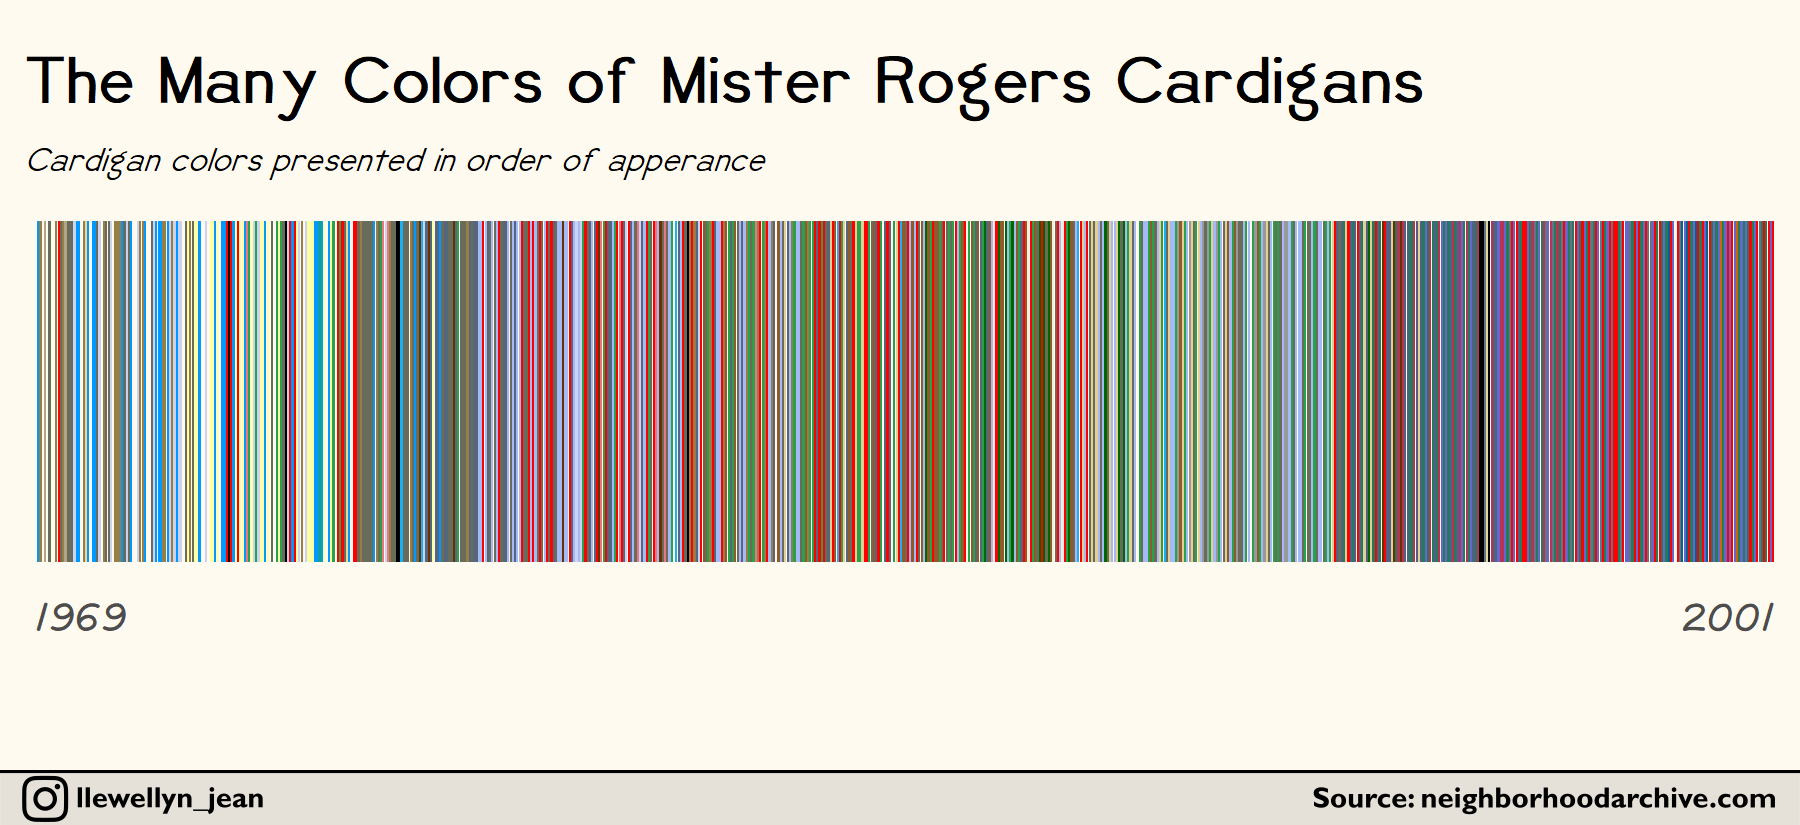 The Many Colors of Mister Rogers Cardigans
Cardigan colors presented in order of apperance
1969
2001
llewellyn_jean
Source: neighborhoodarchive.com